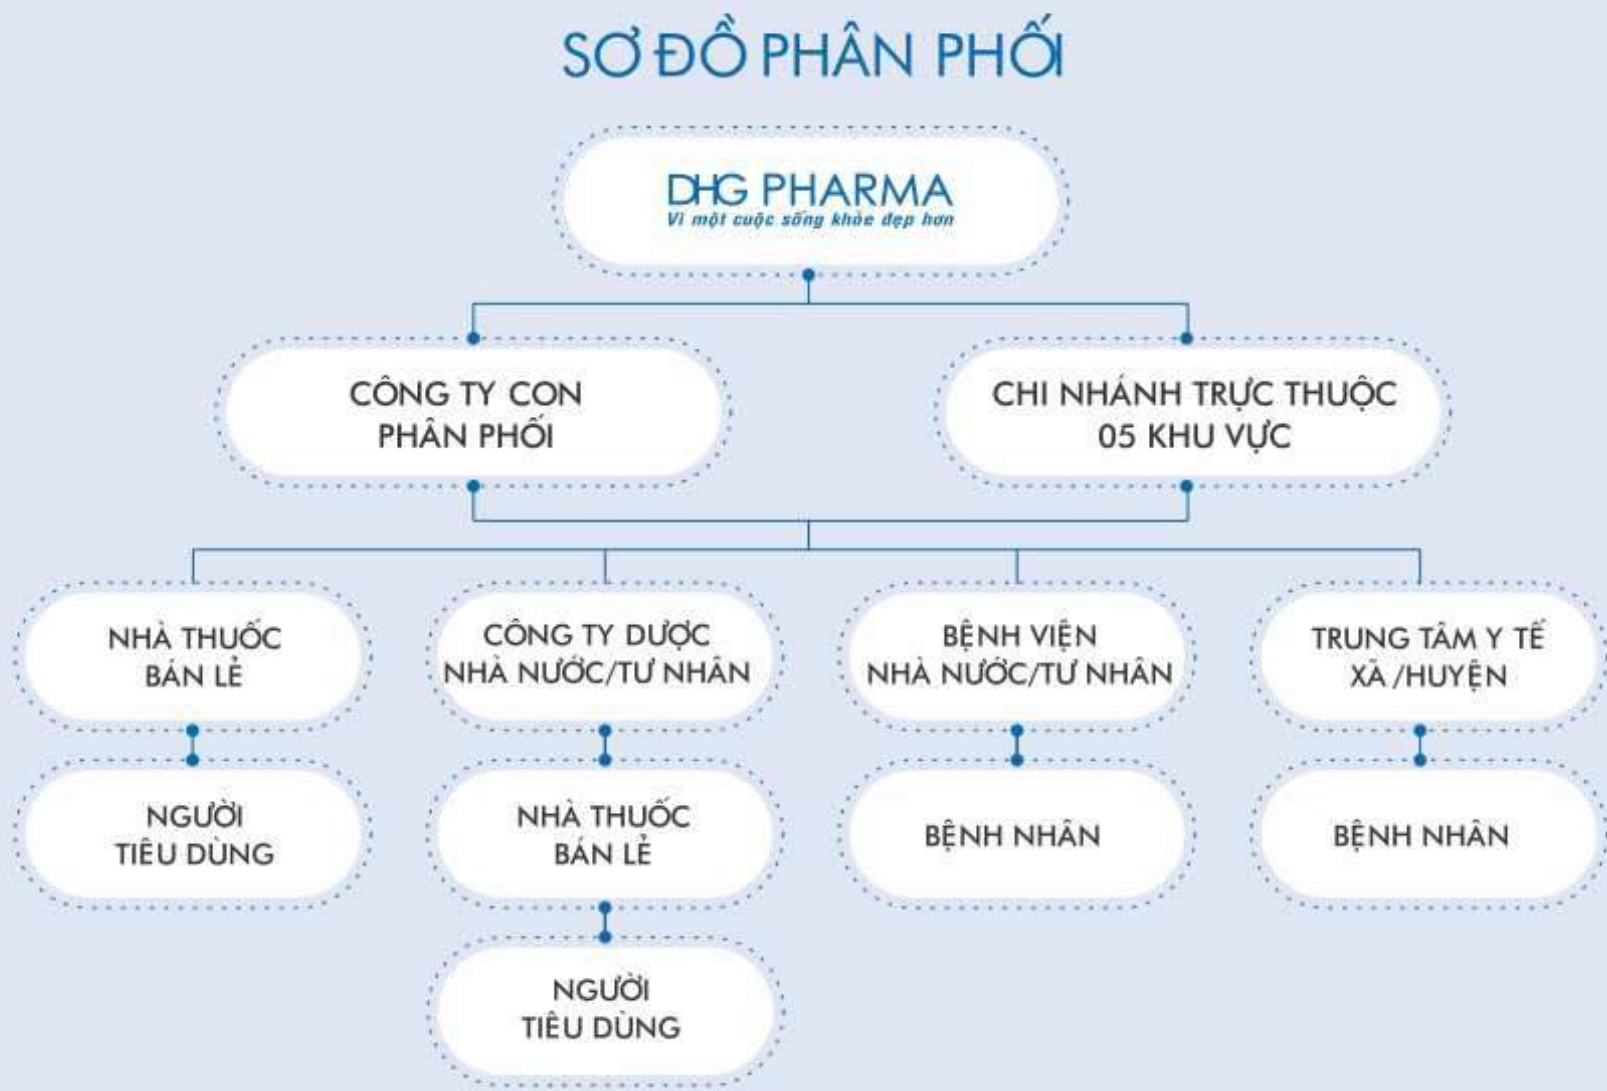 SƠ ĐỒ PHÂN PHỐI
DHG PHARMA
Vì một cuộc sống khỏe đẹp hơn
CÔNG TY CON
PHÂN PHỐI
CHI NHÁNH TRỰC THUỘC
05 KHU VỰC
NHÀ THUỐC
BÁN LẺ
CÔNG TY DƯỢC
NHÀ NƯỚC/TƯ NHÂN
BỆNH VIỆN
NHÀ NƯỚC/TƯ NHÂN
TRUNG TÂM Y TẾ
XÃ/HUYỆN
NGƯỜI
TIÊU DÙNG
NHÀ THUỐC
BÁN LẺ
BỆNH NHÂN
BỆNH NHÂN
NGƯỜI
TIÊU DÙNG